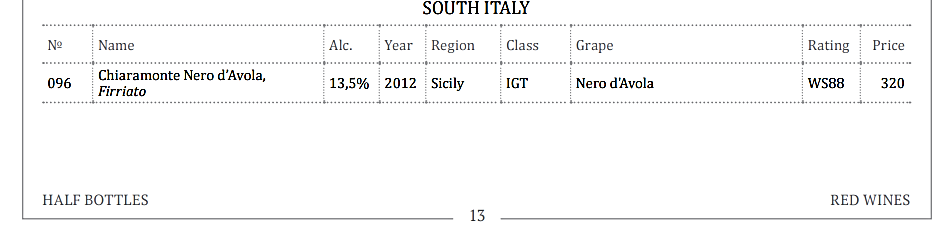 SOUTH ITALY
№ Name Alc. Year Region Class Grape Rating Price
096 Chiaramonte Nero d'Avola, 13,5% 2012 Sicily IGT Nero d'Avola WS88 320
Firriato
HALF BOTTLES RED WINES
13